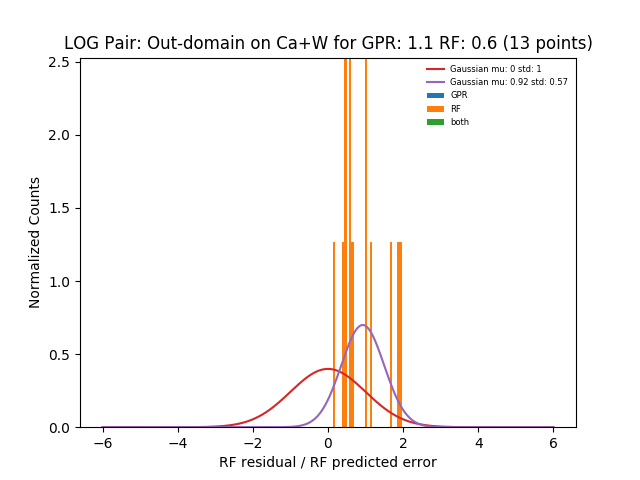 LOG Pair: Out-domain on Ca+W for GPR: 1.1 RF: 0.6 (13 points)
Gaussian mu: 0 std: 1
Gaussian mu: 0.92 std: 0.57
GPR
RF
both
Normalized Counts
2.5
2.0
1.5
1.0
0.5
0.0
−6 −4 −2 0 2 4 6
RF residual / RF predicted error